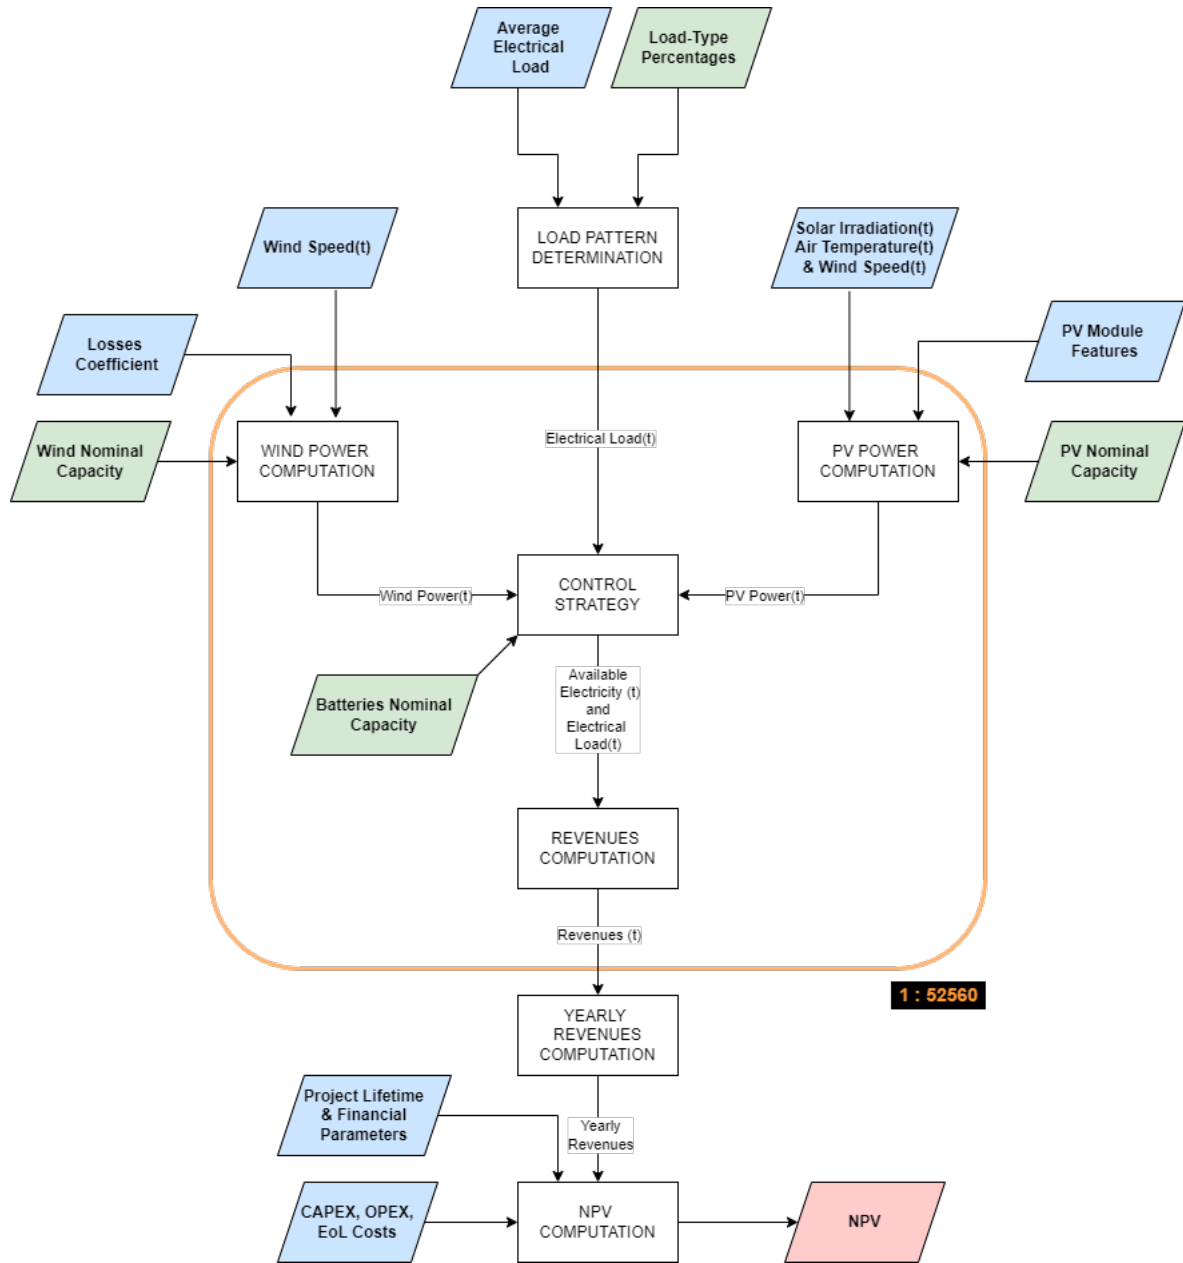 Average
Electrical
Load
Load-Type
Percentages
Wind Speed(t)
LOAD PATTERN
DETERMINATION
Solar Irradiation(t)
Air Temperature(t)
& Wind Speed(t)
Losses
Coefficient
PV Module
Features
Wind Nominal
Capacity
WIND POWER
COMPUTATION
Electrical Load(t)
PV POWER
COMPUTATION
PV Nominal
Capacity
Wind Power(t)
CONTROL
STRATEGY
PV Power(t)
Batteries Nominal
Capacity
Available
Electricity (t)
and
Electrical
Load(t)
REVENUES
COMPUTATION
Revenues (t)
1 : 52560
YEARLY
REVENUES
COMPUTATION
Project Lifetime
& Financial
Parameters
Yearly
Revenues
CAPEX, OPEX,
EoL Costs
NPV
COMPUTATION
NPV